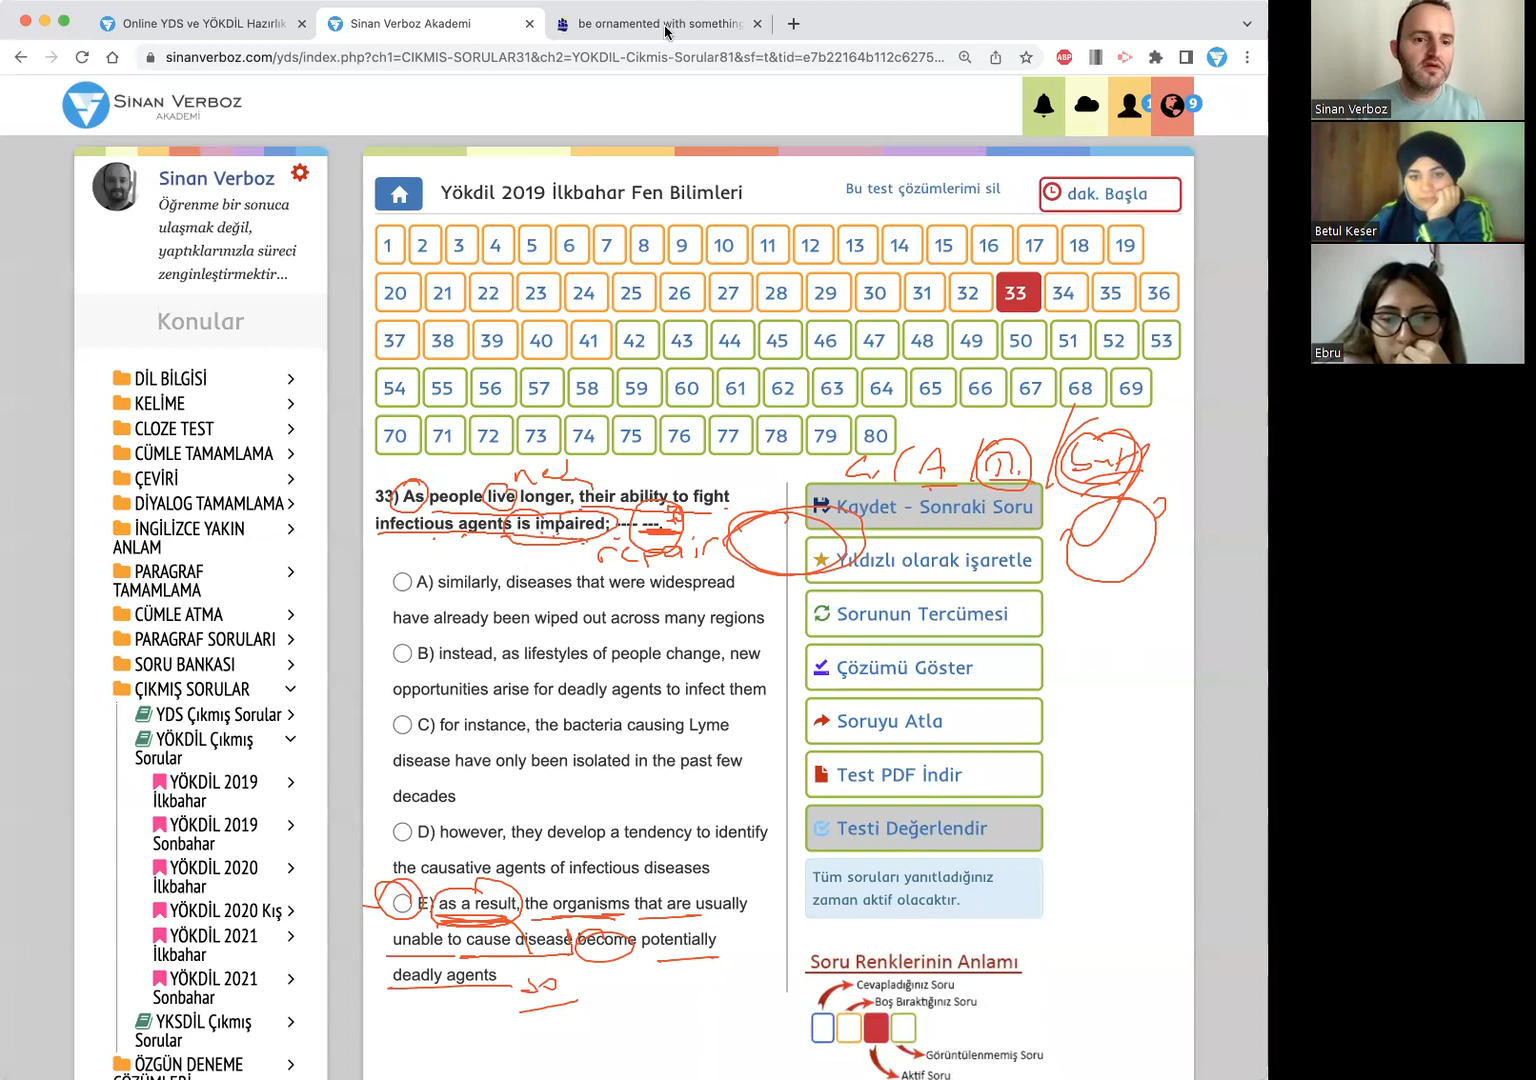 Online YDS ve YÖKDİL Hazırlık
Sinan Verboz Akademi
be ornamented with something
sinanverboz.com/yds/index.php?ch1=CIKMIS-SORULAR31&ch2=YOKDIL-Cikmis-Sorular81&sf=t&tid=e7b22164b112c6275...
ABP
SİNAN VERBOZ
AKADEMİ
1
9
Sinan Verboz
Öğrenme bir sonuca
ulaşmak değil,
yaptıklarınızla süreci
zenginleştirmektir...
Konular
DİL BİLGİSİ
KELİME
CLOZE TEST
CÜMLE TAMAMLAMA
ÇEVİRİ
DİYALOG TAMAMLAMA
İNGİLİZCE YAKIN
ANLAM
PARAGRAF
TAMAMLAMA
CÜMLE ATMA
PARAGRAF SORULARI
SORU BANKASI
ÇIKMIŞ SORULAR
YDS Çıkmış Sorular
YÖKDİL Çıkmış
Sorular
YÖKDİL 2019
İlkbahar
YÖKDİL 2019
Sonbahar
YÖKDİL 2020
İlkbahar
YÖKDİL 2020 Kış
YÖKDİL 2021
İlkbahar
YÖKDİL 2021
Sonbahar
YKSDİL Çıkmış
Sorular
ÖZGÜN DENEME
ÇÖZÜMLERİ
Yökdil 2019 İlkbahar Fen Bilimleri
Bu test çözümlerimi sil
dak. Başla
1 2 3 4 5 6 7 8 9 10 11 12 13 14 15 16 17 18 19
20 21 22 23 24 25 26 27 28 29 30 31 32 33 34 35 36
37 38 39 40 41 42 43 44 45 46 47 48 49 50 51 52 53
54 55 56 57 58 59 60 61 62 63 64 65 66 67 68 69
70 71 72 73 74 75 76 77 78 79 80
33) As people live longer, their ability to fight
infectious agents is impaired; ---- ---.
repair
A) similarly, diseases that were widespread
have already been wiped out across many regions
B) instead, as lifestyles of people change, new
opportunities arise for deadly agents to infect them
C) for instance, the bacteria causing Lyme
disease have only been isolated in the past few
decades
D) however, they develop a tendency to identify
the causative agents of infectious diseases
E) as a result, the organisms that are usually
unable to cause disease become potentially
deadly agents
so
Kaydet - Sonraki Soru
Yıldızlı olarak işaretle
Sorunun Tercümesi
Çözümü Göster
Soruyu Atla
Test PDF İndir
Testi Değerlendir
Tüm soruları yanıtladığınız
zaman aktif olacaktır.
Soru Renklerinin Anlamı
Cevapladığınız Soru
Boş Bıraktığınız Soru
Görüntülenmemiş Soru
Aktif Soru
Sinan Verboz
Betul Keser
Ebru